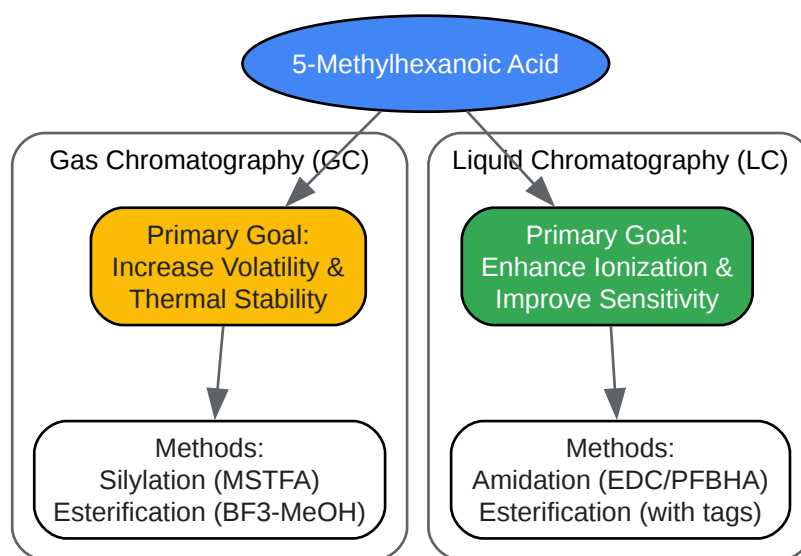 5-Methylhexanoic Acid
Gas Chromatography (GC)
Primary Goal:
Increase Volatility &
Thermal Stability
Methods:
Silylation (MSTFA)
Esterification (BF3-MeOH)
Liquid Chromatography (LC)
Primary Goal:
Enhance Ionization &
Improve Sensitivity
Methods:
Amidation (EDC/PFBHA)
Esterification (with tags)